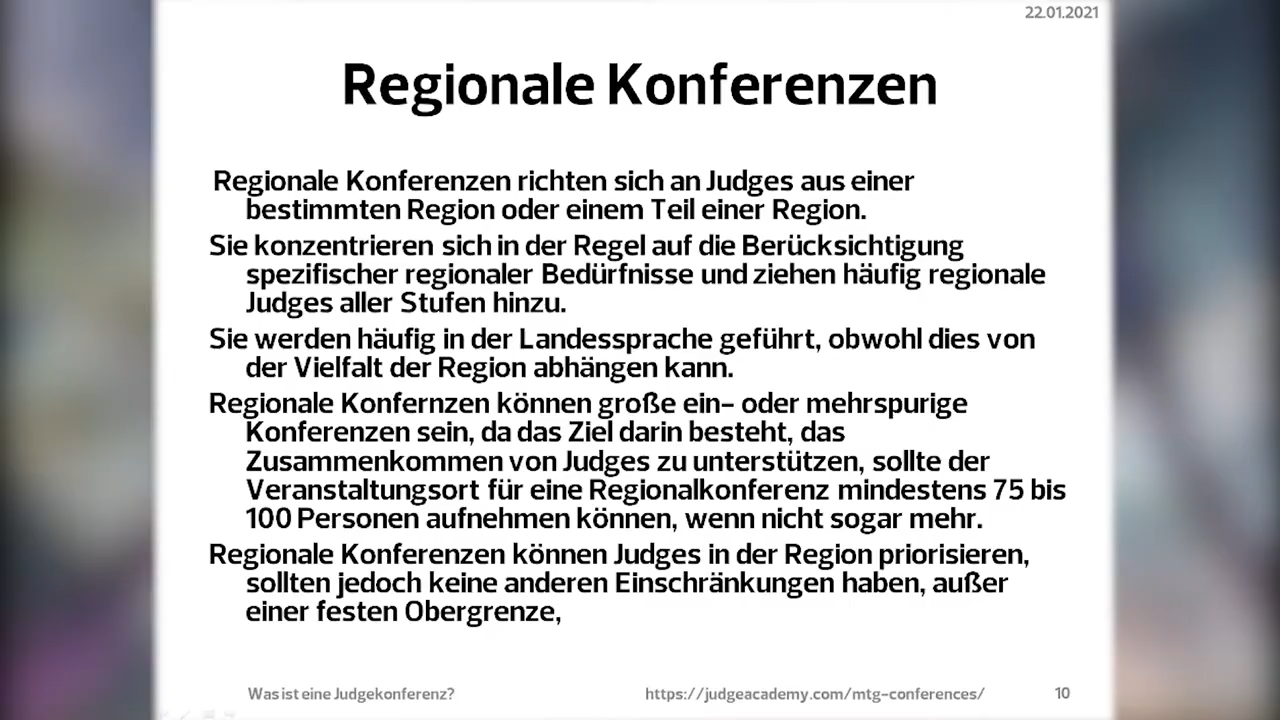 22.01.2021
Regionale Konferenzen
Regionale Konferenzen richten sich an Judges aus einer
bestimmten Region oder einem Teil einer Region.
Sie konzentrieren sich in der Regel auf die Berücksichtigung
spezifischer regionaler Bedürfnisse und ziehen häufig regionale
Judges aller Stufen hinzu.
Sie werden häufig in der Landessprache geführt, obwohl dies von
der Vielfalt der Region abhängen kann.
Regionale Konfernzen können große ein- oder mehrspurige
Konferenzen sein, da das Ziel darin besteht, das
Zusammenkommen von Judges zu unterstützen, sollte der
Veranstaltungsort für eine Regionalkonferenz mindestens 75 bis
100 Personen aufnehmen können, wenn nicht sogar mehr.
Regionale Konferenzen können Judges in der Region priorisieren,
sollten jedoch keine anderen Einschränkungen haben, außer
einer festen Obergrenze,
Was ist eine Judgekonferenz?
https://judgeacademy.com/mtg-conferences/
10